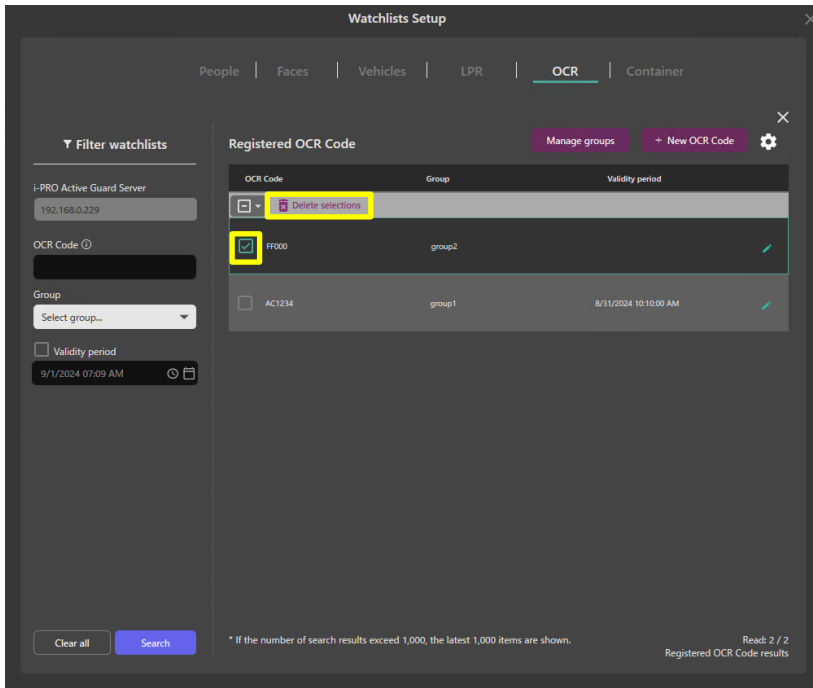 Watchlists Setup
People Faces Vehicles LPR OCR Container
Filter watchlists
i-PRO Active Guard Server
192.168.0.229
OCR Code
Group
Select group...
Validity period
9/1/2024 07:09 AM
Clear all Search
Registered OCR Code
Manage groups + New OCR Code
OCR Code Group Validity period
Delete selections
FF000 group2
AC1234 group1 8/31/2024 10:10:00 AM
* If the number of search results exceed 1,000, the latest 1,000 items are shown.
Read: 2 / 2
Registered OCR Code results